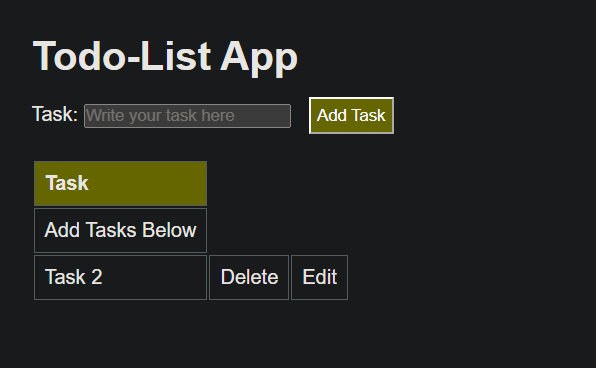 Todo-List App
Task: Write your task here Add Task
Task
Add Tasks Below
Task 2 Delete Edit